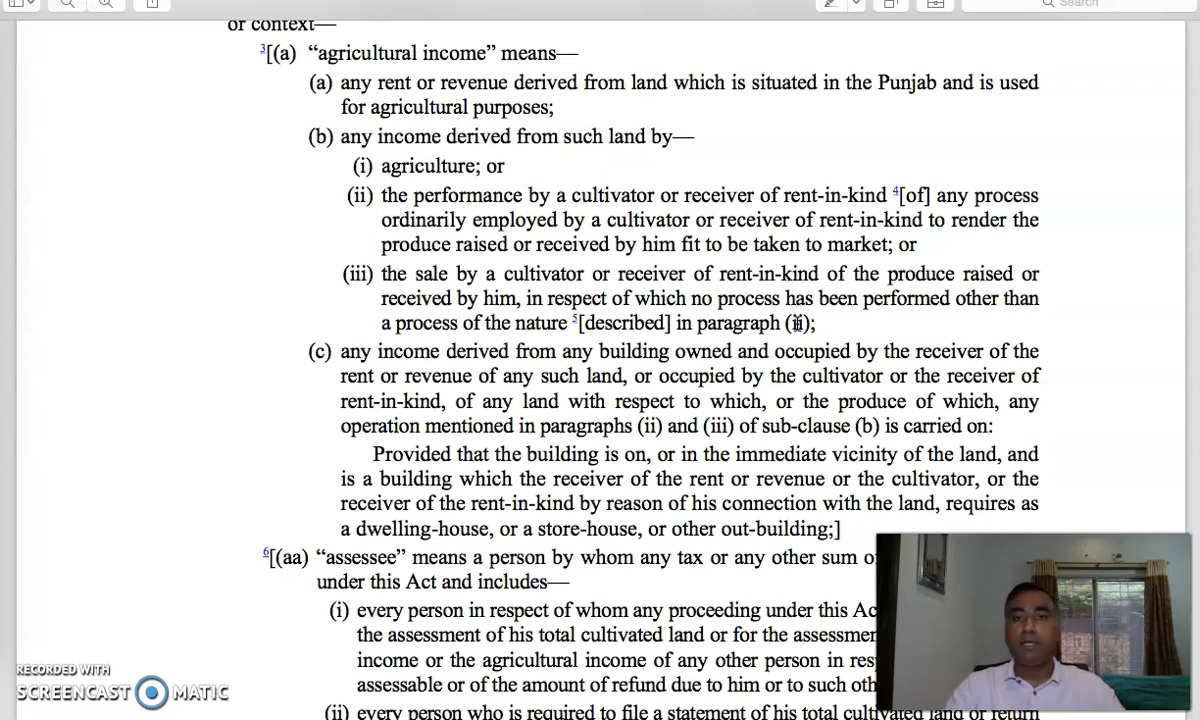 Search
or context—
3[(a) “agricultural income” means—
(a) any rent or revenue derived from land which is situated in the Punjab and is used
for agricultural purposes;
(b) any income derived from such land by—
(i) agriculture; or
(ii) the performance by a cultivator or receiver of rent-in-kind 4[of] any process
ordinarily employed by a cultivator or receiver of rent-in-kind to render the
produce raised or received by him fit to be taken to market; or
(iii) the sale by a cultivator or receiver of rent-in-kind of the produce raised or
received by him, in respect of which no process has been performed other than
a process of the nature 5[described] in paragraph (ii);
(c) any income derived from any building owned and occupied by the receiver of the
rent or revenue of any such land, or occupied by the cultivator or the receiver of
rent-in-kind, of any land with respect to which, or the produce of which, any
operation mentioned in paragraphs (ii) and (iii) of sub-clause (b) is carried on:
Provided that the building is on, or in the immediate vicinity of the land, and
is a building which the receiver of the rent or revenue or the cultivator, or the
receiver of the rent-in-kind by reason of his connection with the land, requires as
a dwelling-house, or a store-house, or other out-building;]
6[(aa) “assessee” means a person by whom any tax or any other sum o
under this Act and includes—
(i) every person in respect of whom any proceeding under this Ac
the assessment of his total cultivated land or for the assessmen
income or the agricultural income of any other person in res
assessable or of the amount of refund due to him or to such oth
(ii) every person who is required to file a statement of his total cultivated land or return
RECORDED WITH
SCREENCAST MATIC